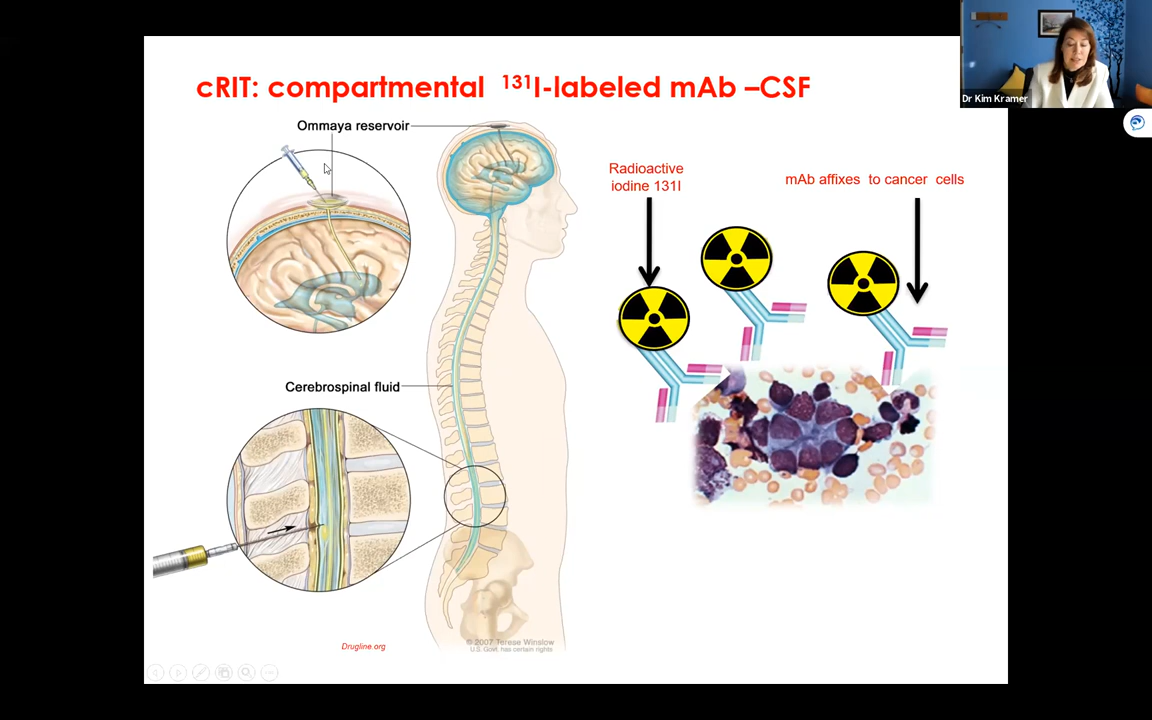 cRIT: compartmental 131I-labeled mAb –CSF
Dr Kim Kramer
Ommaya reservoir
Radioactive
iodine 131I
mAb affixes to cancer cells
Cerebrospinal fluid
Drugline.org
© 2007 Terese Winslow
U.S. Govt. has certain rights